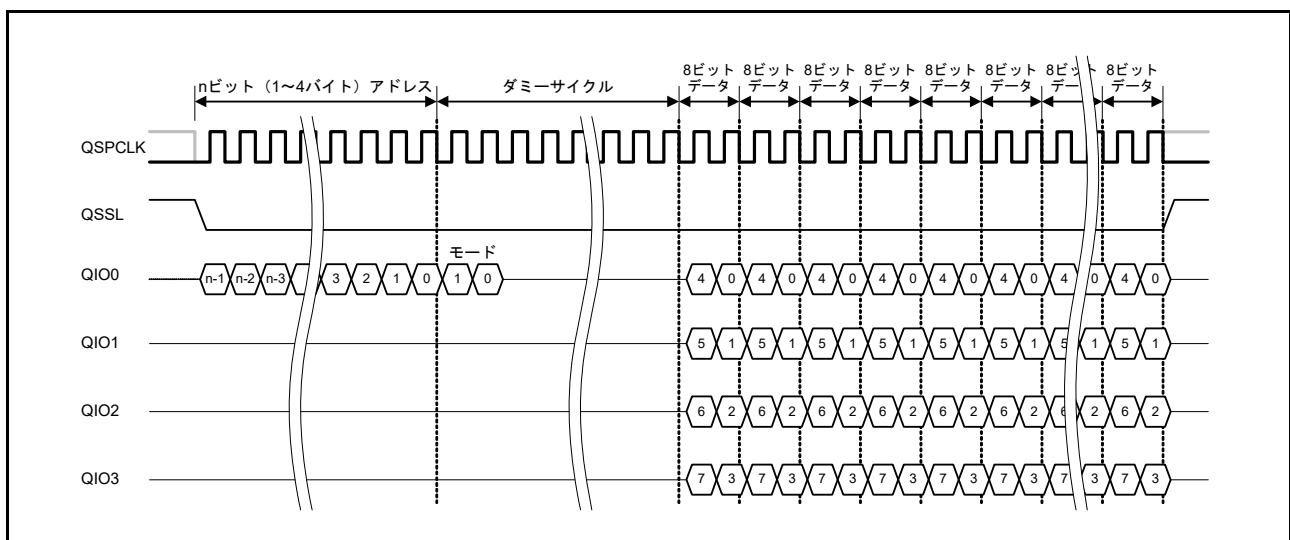 8ビット 8ビット 8ビット 8ビット 8ビット 8ビット 8ビット 8ビット
nビット（1～4バイト）アドレス ダミーサイクル データ データ データ データ データ データ データ データ
QSPCLK
QSSL
モード
QIO0 n-1 n-2 n-3 3 2 1 0 1 0 4 0 4 0 4 0 4 0 4 0 4 0 4 0 4 0
QIO1 5 1 5 1 5 1 5 1 5 1 5 1 5 1 5 1
QIO2 6 2 6 2 6 2 6 2 6 2 6 2 6 2 6 2
QIO3 7 3 7 3 7 3 7 3 7 3 7 3 7 3 7 3